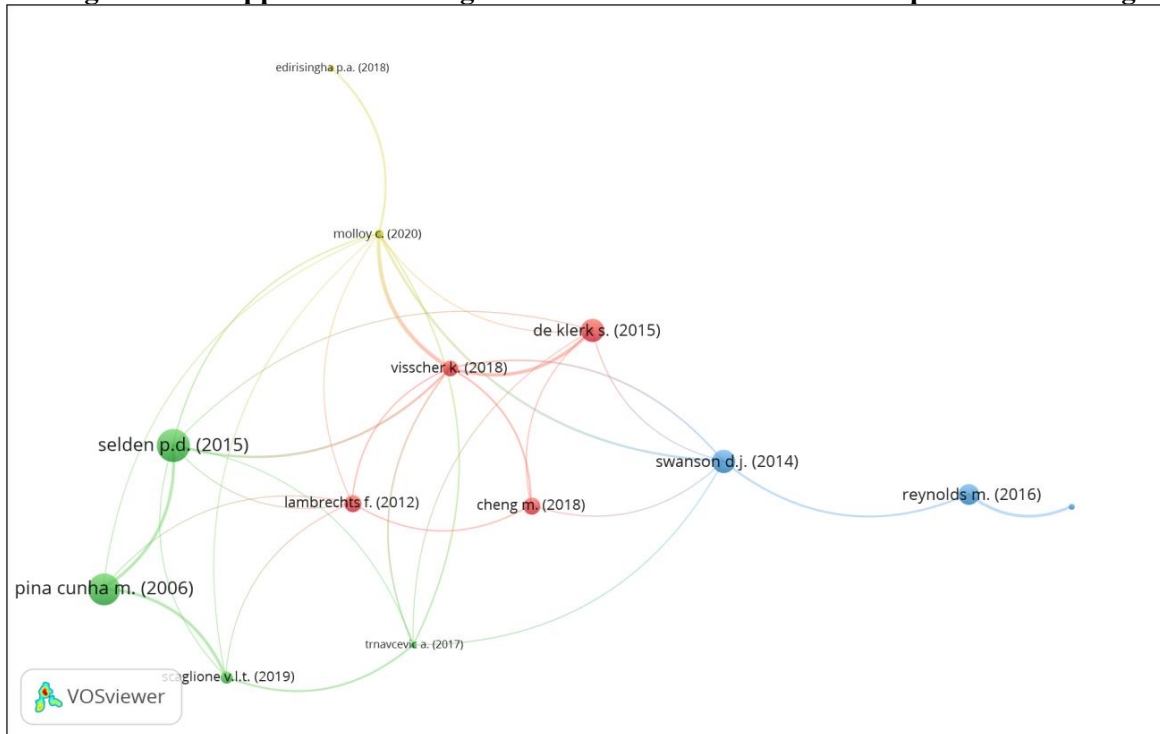 edirisingha p.a. (2018)
molloy c. (2020)
de klerk s. (2015)
visscher k. (2018)
selden p.d. (2015)
swanson d.j. (2014)
reynolds m. (2016)
lambrechts f. (2012)
cheng m. (2018)
pina cunha m. (2006)
trnavcevic a. (2017)
scaglione v.l.t. (2019)
VOSviewer